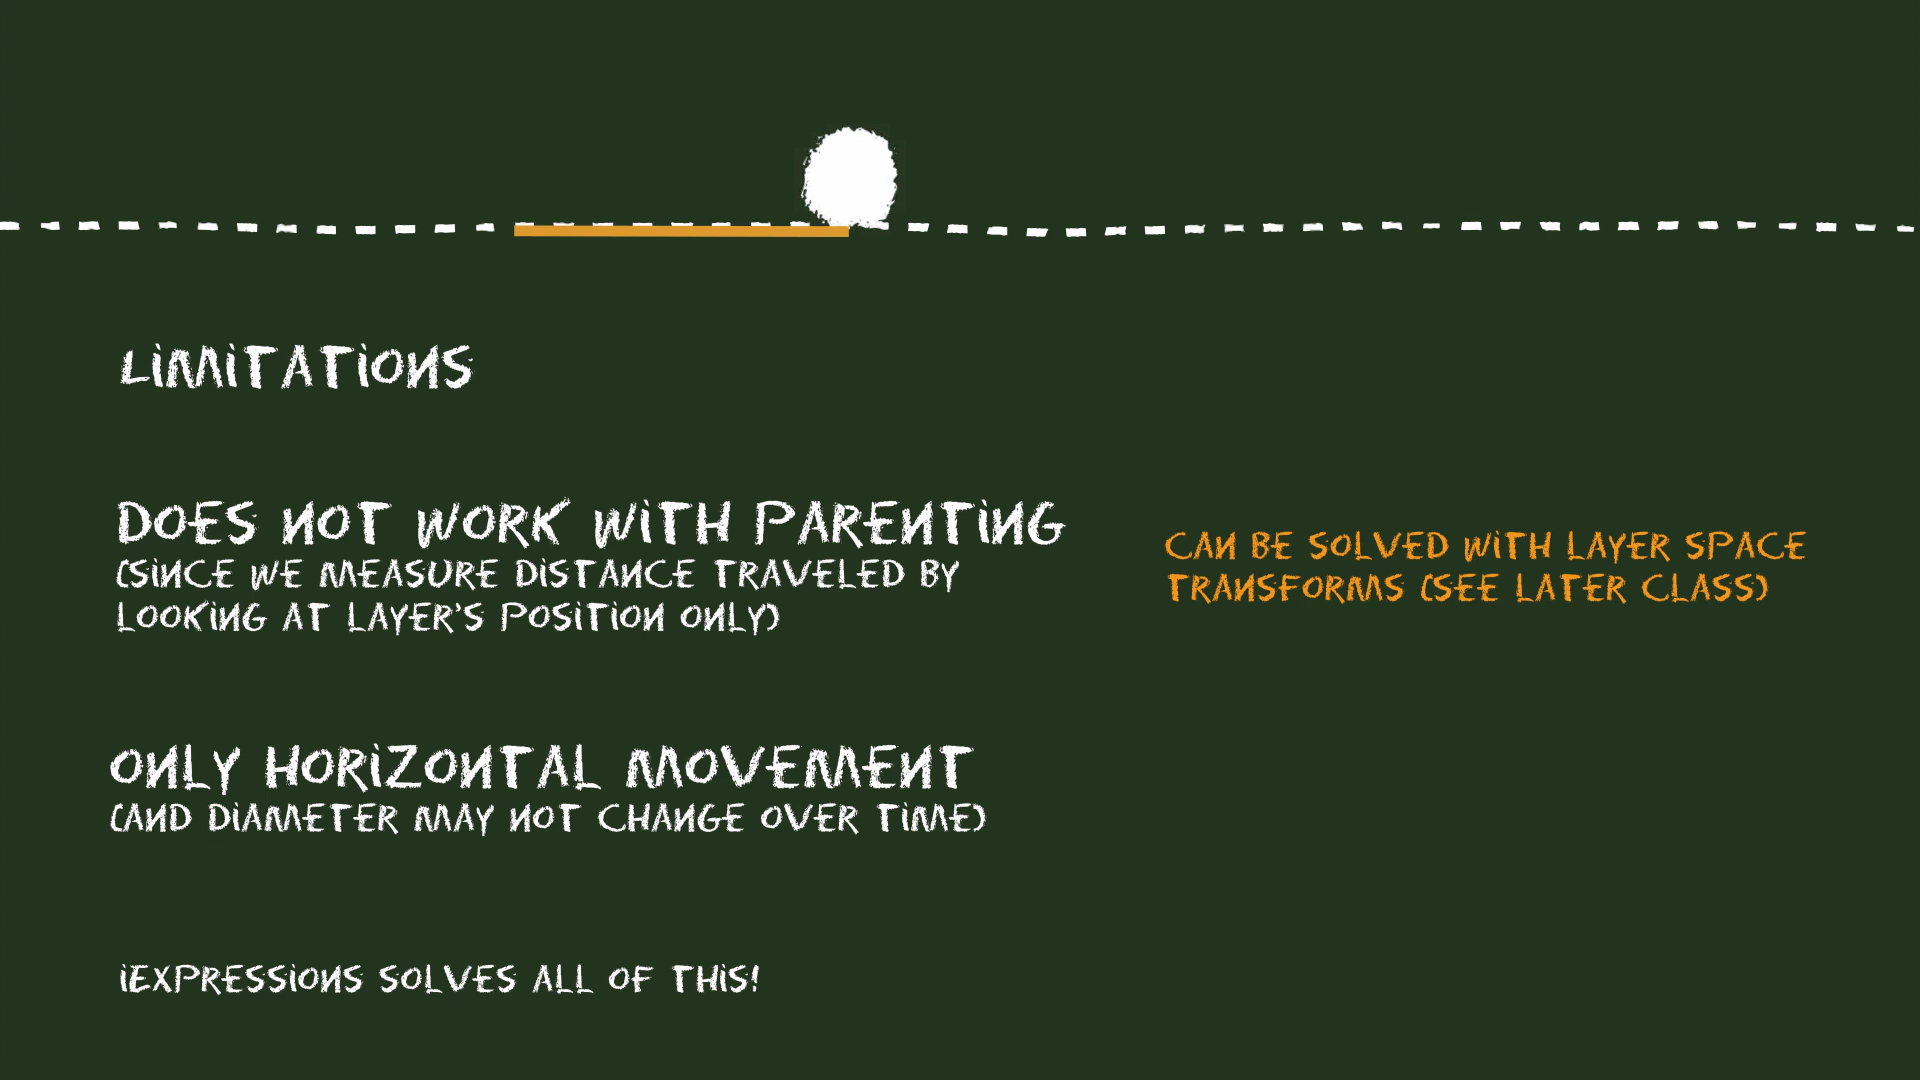 LiMiTATiONS
DOES NOT WORK WiTH PARENTiNG
(SiNCE WE MEASURE DiSTANCE TRAVELED BY
LOOKiNG AT LAYER'S POSiTiON ONLY)
CAN BE SOLVED WiTH LAYER SPACE
TRANSFORMS (SEE LATER CLASS)
ONLY HORiZONTAL MOVEMENT
(AND DiAMETER MAY NOT CHANGE OVER TiME)
iEXPRESSiONS SOLVES ALL OF THiS!